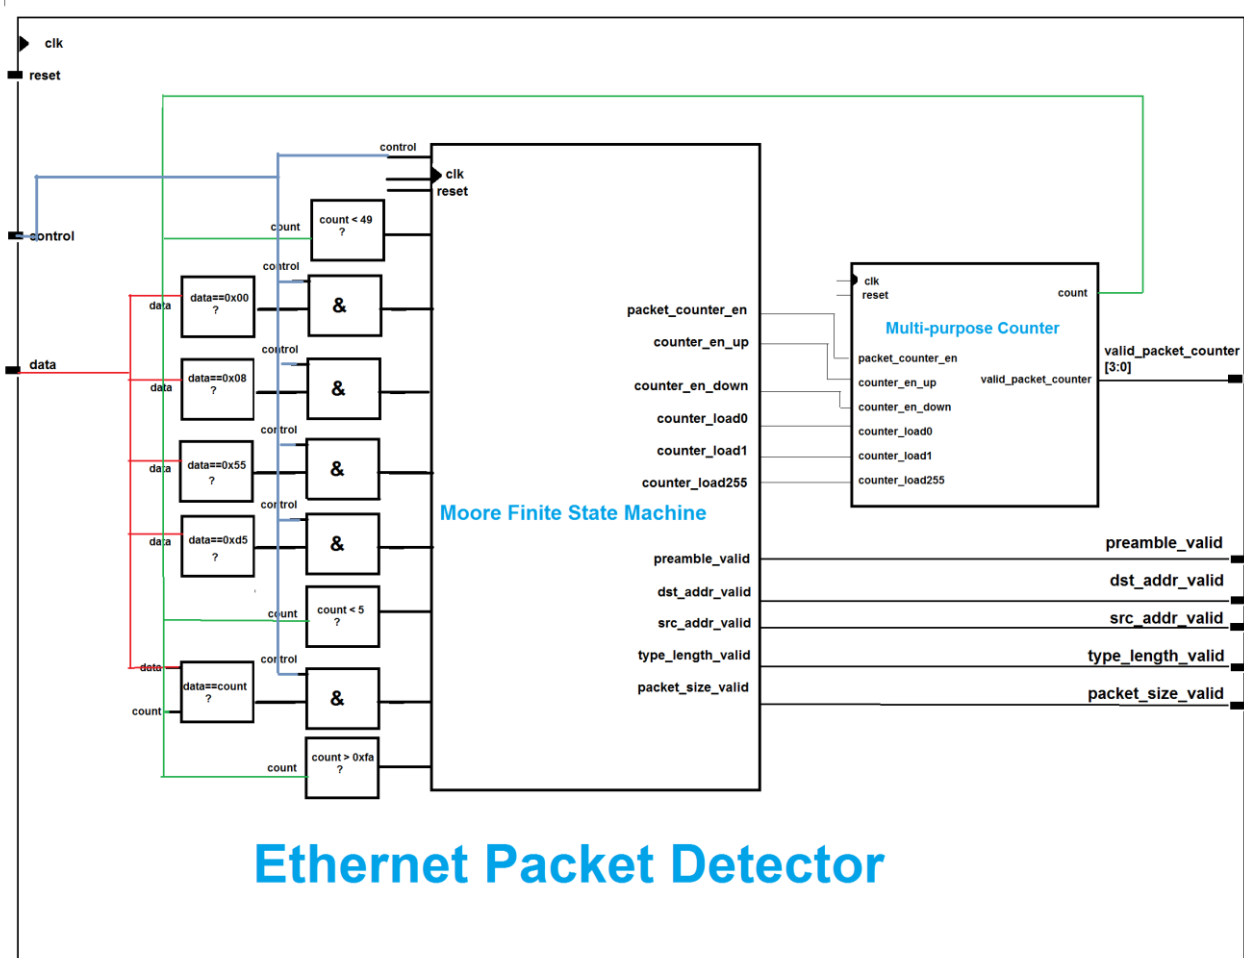 clk
reset
control
data
control
clk
reset
count < 49
?
count
control
data==0x00
?
data
&
control
data==0x08
?
data
&
control
data==0x55
?
data
&
control
data==0xd5
?
data
&
count < 5
?
count
control
data
data==count
?
count
&
count > 0xfa
?
count
packet_counter_en
counter_en_up
counter_en_down
counter_load0
counter_load1
counter_load255
Moore Finite State Machine
preamble_valid
dst_addr_valid
src_addr_valid
type_length_valid
packet_size_valid
clk
reset
count
Multi-purpose Counter
packet_counter_en
counter_en_up
valid_packet_counter
counter_en_down
counter_load0
counter_load1
counter_load255
valid_packet_counter
[3:0]
preamble_valid
dst_addr_valid
src_addr_valid
type_length_valid
packet_size_valid
Ethernet Packet Detector